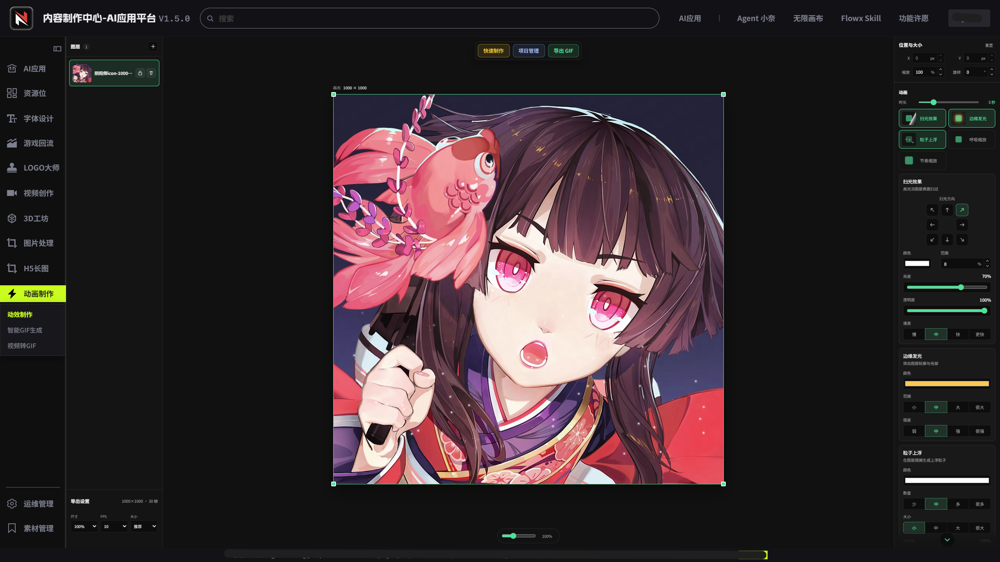 内容制作中心-AI应用平台 V1.5.0
搜索
AI应用
Agent 小奈
无限画布
Flowx Skill
功能许愿
AI应用
资源位
字体设计
游戏回流
LOGO大师
视频创作
3D工坊
图片处理
H5长图
动画制作
动效制作
智能GIF生成
视频转GIF
运维管理
素材管理
图层 1
阴阳师icon-1000···
导出设置 1000×1000 · 30 帧
尺寸 FPS 大小
100% 10 推荐
快速制作 项目管理 导出 GIF
画布 1000 × 1000
100%
位置与大小 重置
X 0 px Y 0 px
缩放 100 % 旋转 0 °
动画
时长 3 秒
扫光效果 边缘发光
粒子上浮 呼吸缩放
节奏缩放
扫光效果
高光沿图层表面扫过
扫光方向
颜色 范围
8 %
亮度 70%
透明度 100%
速度
慢 中 快 更快
边缘发光
突出图层轮廓与亮部
颜色
范围
小 中 大 很大
强度
弱 中 强 很强
粒子上浮
在图层周围生成上浮粒子
颜色
数量
少 中 多 很多
大小
小 中 大 很大
100%